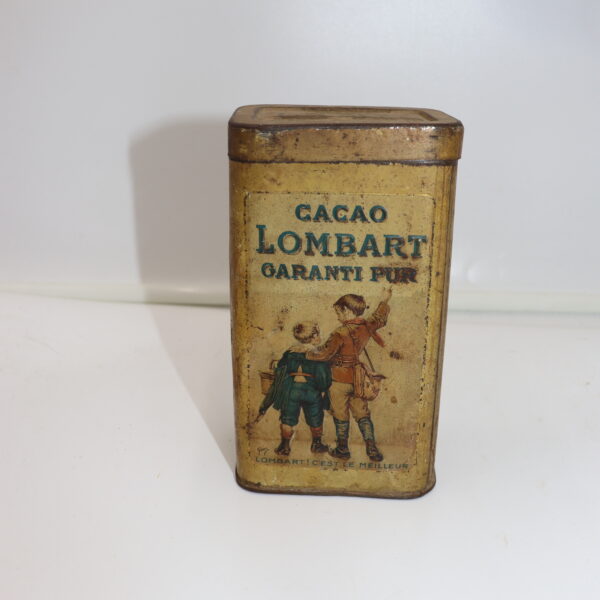 CACAO
LOMBART
GARANTI PUR
LOMBART! C'EST LE MEILLEUR